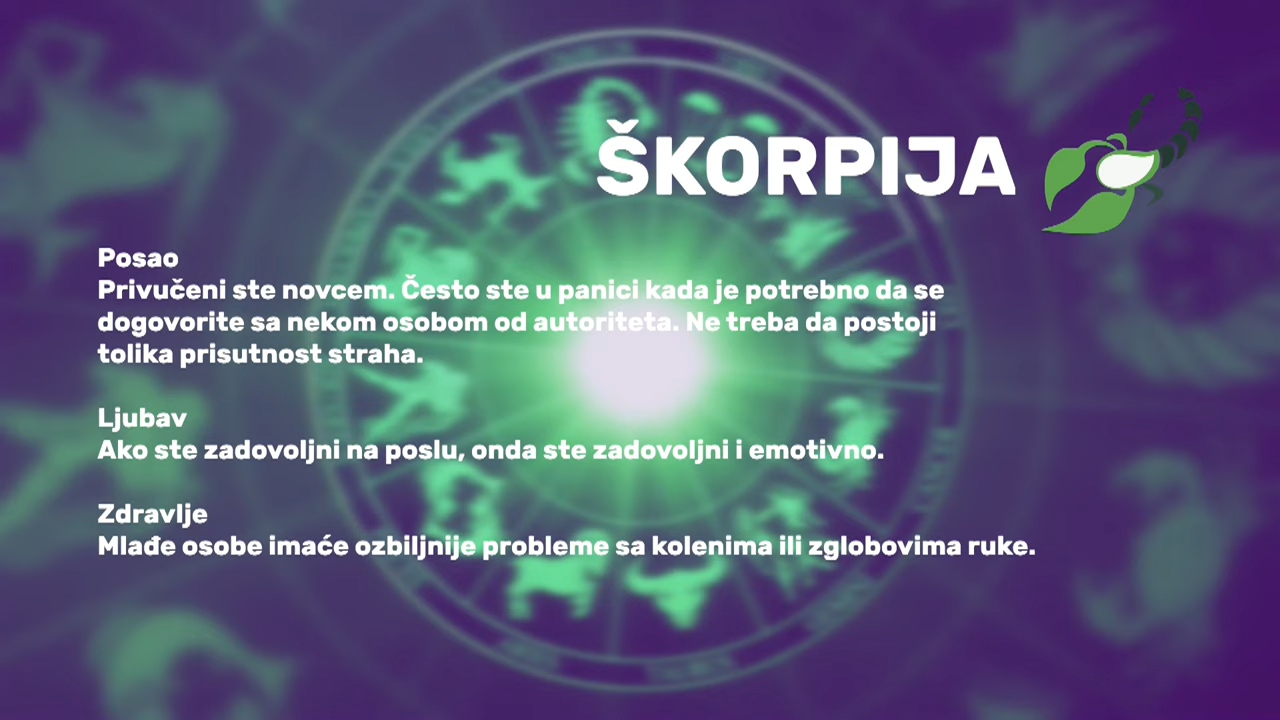 ŠKORPIJA
Posao
Privučeni ste novcem. Često ste u panici kada je potrebno da se
dogovorite sa nekom osobom od autoriteta. Ne treba da postoji
tolika prisutnost straha.
Ljubav
Ako ste zadovoljni na poslu, onda ste zadovoljni i emotivno.
Zdravlje
Mlađe osobe imaće ozbiljnije probleme sa kolenima ili zglobovima ruke.